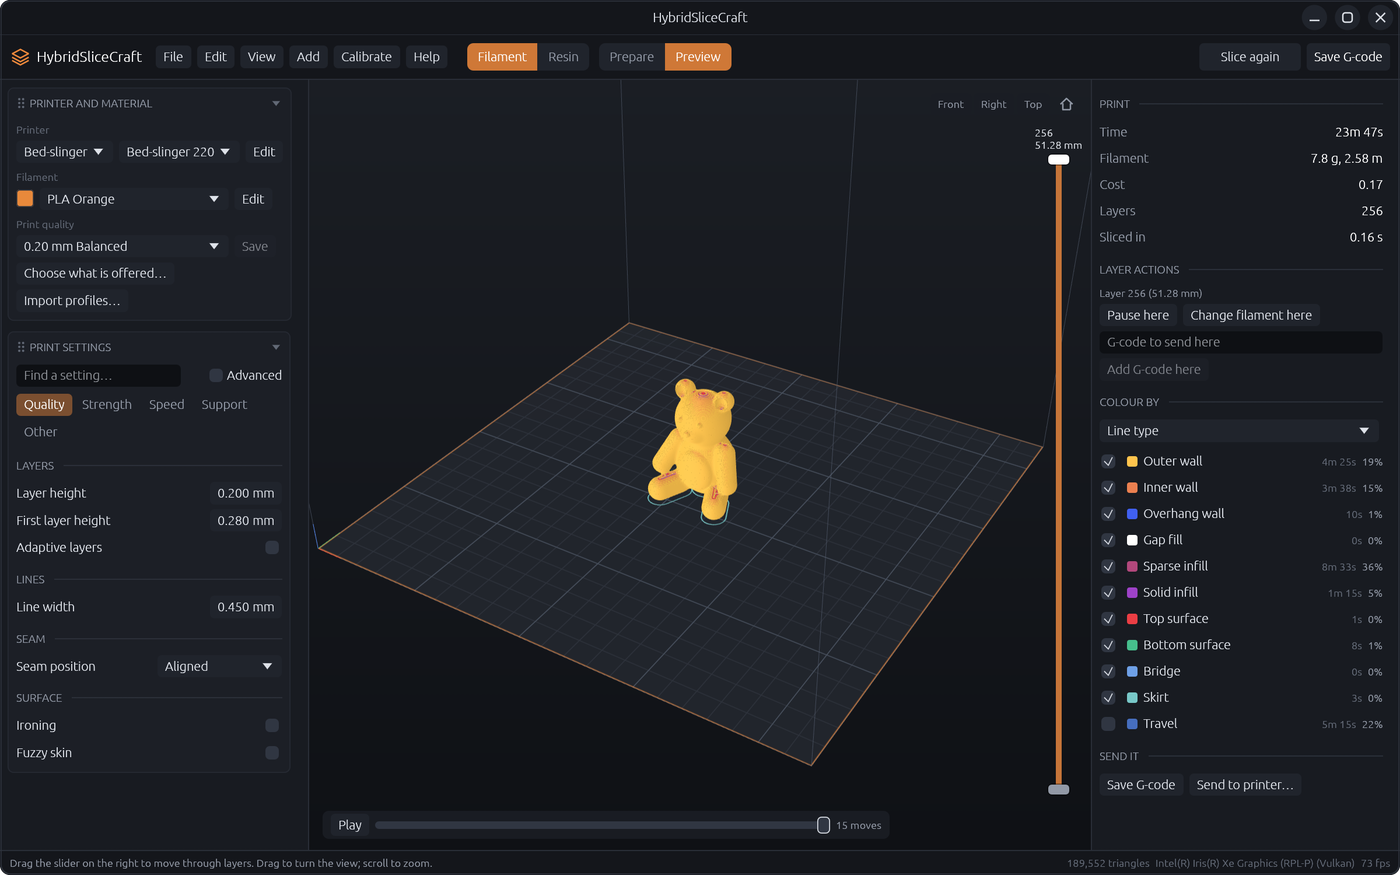 HybridSliceCraft
HybridSliceCraft File Edit View Add Calibrate Help Filament Resin Prepare Preview Slice again Save G-code
PRINTER AND MATERIAL
Printer
Bed-slinger Bed-slinger 220 Edit
Filament
PLA Orange Edit
Print quality
0.20 mm Balanced Save
Choose what is offered...
Import profiles...
PRINT SETTINGS
Find a setting... Advanced
Quality Strength Speed Support
Other
LAYERS
Layer height 0.200 mm
First layer height 0.280 mm
Adaptive layers
LINES
Line width 0.450 mm
SEAM
Seam position Aligned
SURFACE
Ironing
Fuzzy skin
Front Right Top
256
51.28 mm
Play 15 moves
PRINT
Time 23m 47s
Filament 7.8 g, 2.58 m
Cost 0.17
Layers 256
Sliced in 0.16 s
LAYER ACTIONS
Layer 256 (51.28 mm)
Pause here Change filament here
G-code to send here
Add G-code here
COLOUR BY
Line type
Outer wall 4m 25s 19%
Inner wall 3m 38s 15%
Overhang wall 10s 1%
Gap fill 0s 0%
Sparse infill 8m 33s 36%
Solid infill 1m 15s 5%
Top surface 1s 0%
Bottom surface 8s 1%
Bridge 0s 0%
Skirt 3s 0%
Travel 5m 15s 22%
SEND IT
Save G-code Send to printer...
Drag the slider on the right to move through layers. Drag to turn the view; scroll to zoom. 189,552 triangles Intel(R) Iris(R) Xe Graphics (RPL-P) (Vulkan) 73 fps